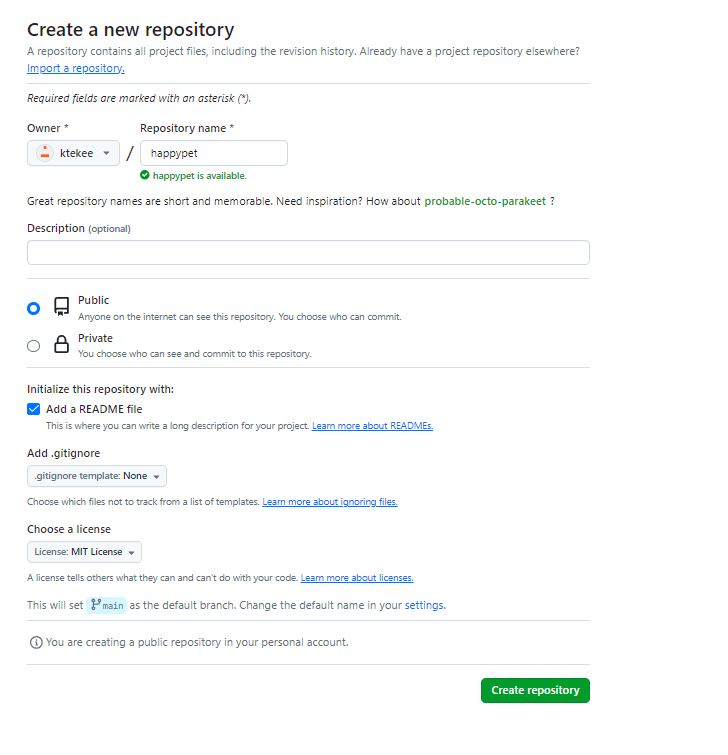 Create a new repository
A repository contains all project files, including the revision history. Already have a project repository elsewhere?
Import a repository.
Required fields are marked with an asterisk (*).
Owner * Repository name *
ktekee / happypet
happypet is available.
Great repository names are short and memorable. Need inspiration? How about probable-octo-parakeet ?
Description (optional)
Public
Anyone on the internet can see this repository. You choose who can commit.
Private
You choose who can see and commit to this repository.
Initialize this repository with:
Add a README file
This is where you can write a long description for your project. Learn more about READMEs.
Add .gitignore
.gitignore template: None
Choose which files not to track from a list of templates. Learn more about ignoring files.
Choose a license
License: MIT License
A license tells others what they can and can't do with your code. Learn more about licenses.
This will set main as the default branch. Change the default name in your settings.
You are creating a public repository in your personal account.
Create repository